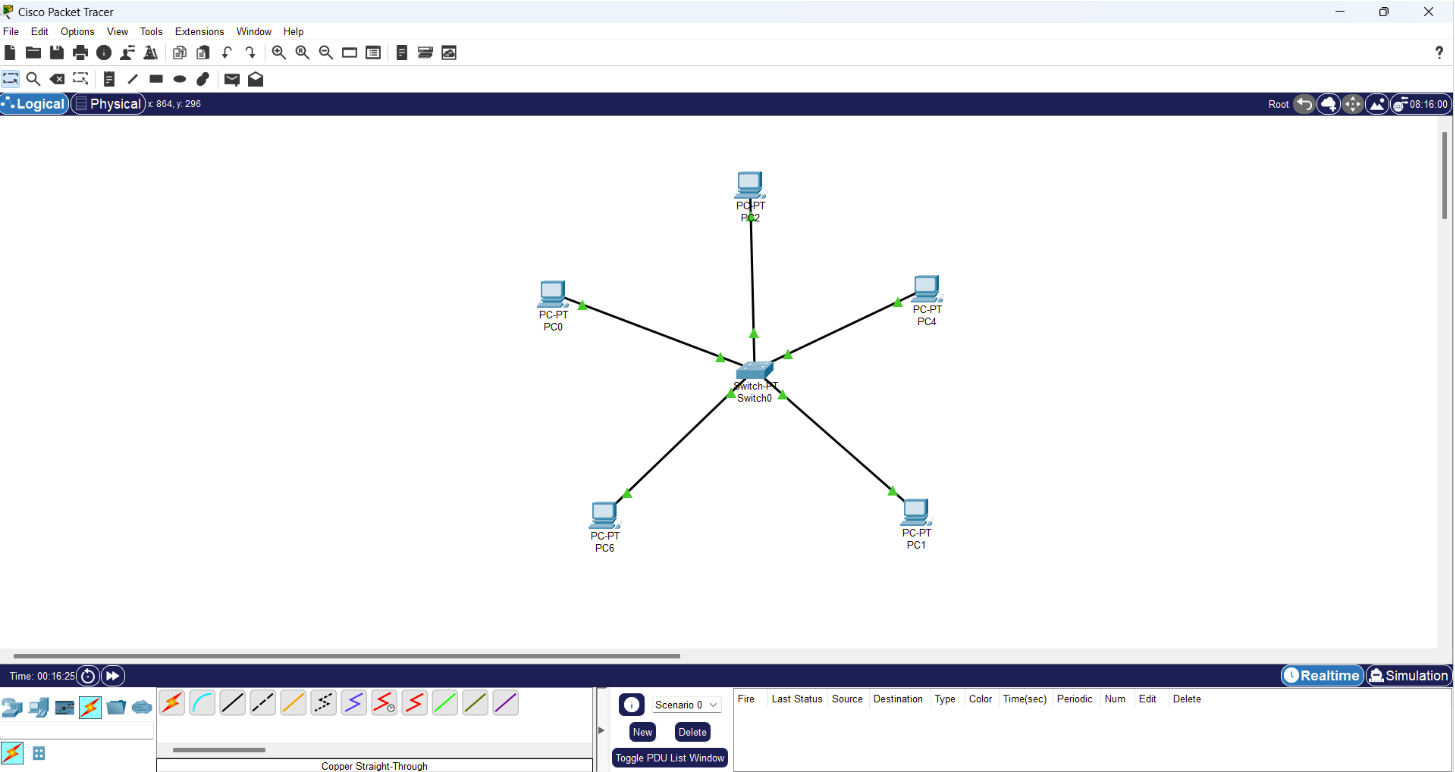 Cisco Packet Tracer
File Edit Options View Tools Extensions Window Help
?
Logical Physical x: 864, y: 296 Root 08:16:00
PC-PT
PC2
PC-PT
PC0
PC-PT
PC4
Switch-PT
Switch0
PC-PT
PC6
PC-PT
PC1
Time: 00:16:25 Realtime Simulation
Scenario 0
New Delete
Toggle PDU List Window
Fire Last Status Source Destination Type Color Time(sec) Periodic Num Edit Delete
Copper Straight-Through